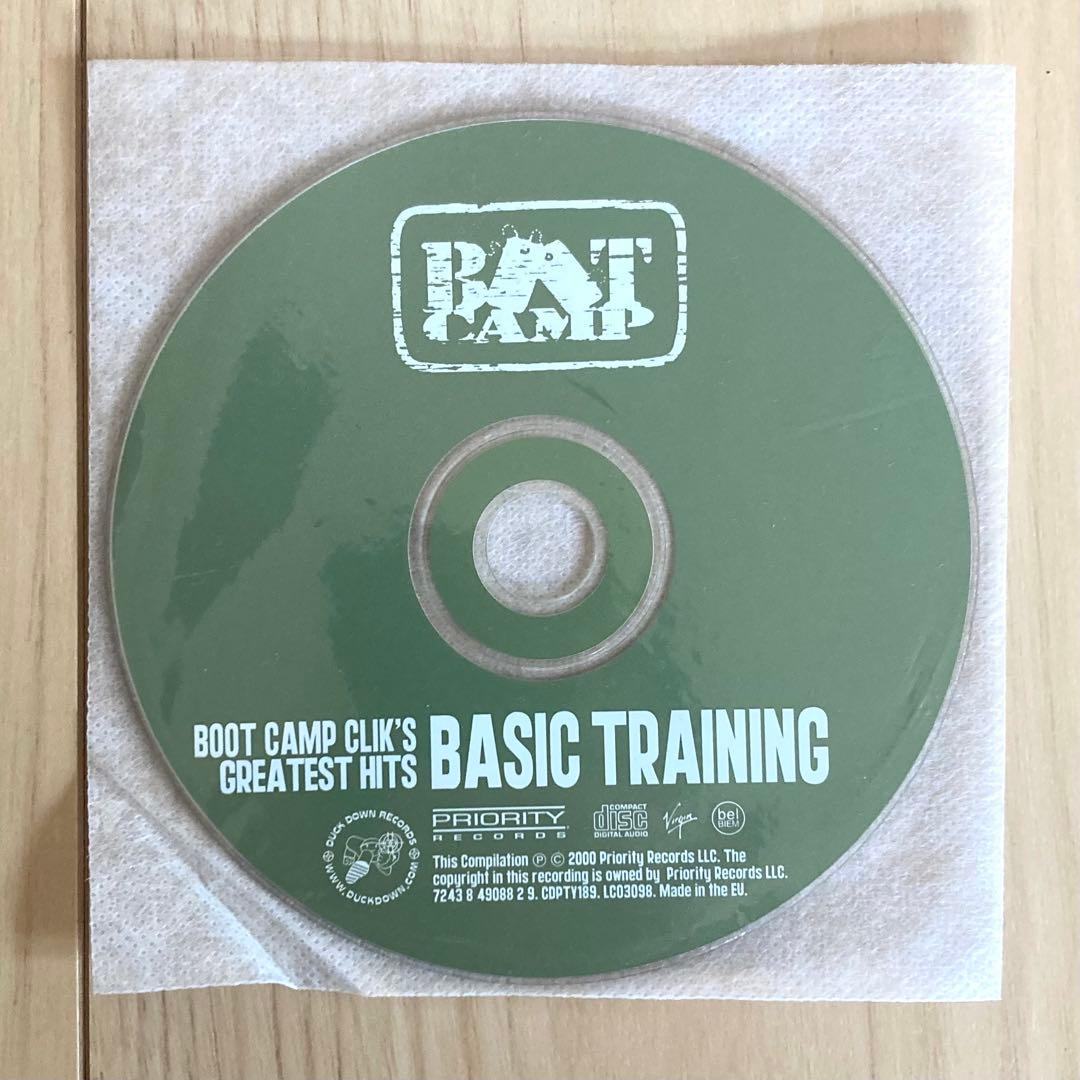 BOOT
CAMP
BOOT CAMP CLIK'S
GREATEST HITS
BASIC TRAINING
DUCK DOWN RECORDS
WWW.DUCKDOWN.COM
PRIORITY
RECORDS
COMPACT
disc
DIGITAL AUDIO
Virgin
bel
BIEM
This Compilation Ⓟ © 2000 Priority Records LLC. The
copyright in this recording is owned by Priority Records LLC.
7243 8 49088 2 9. CDPTY189. LC03098. Made in the EU.